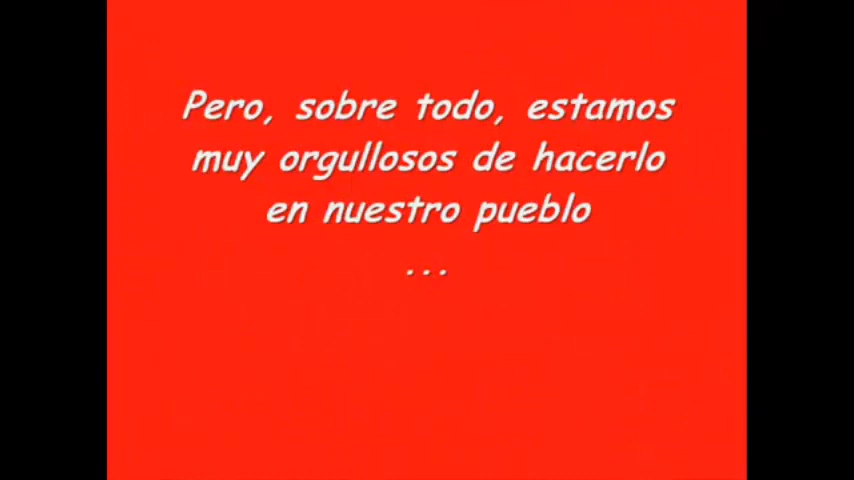 Pero, sobre todo, estamos
muy orgullosos de hacerlo
en nuestro pueblo
...